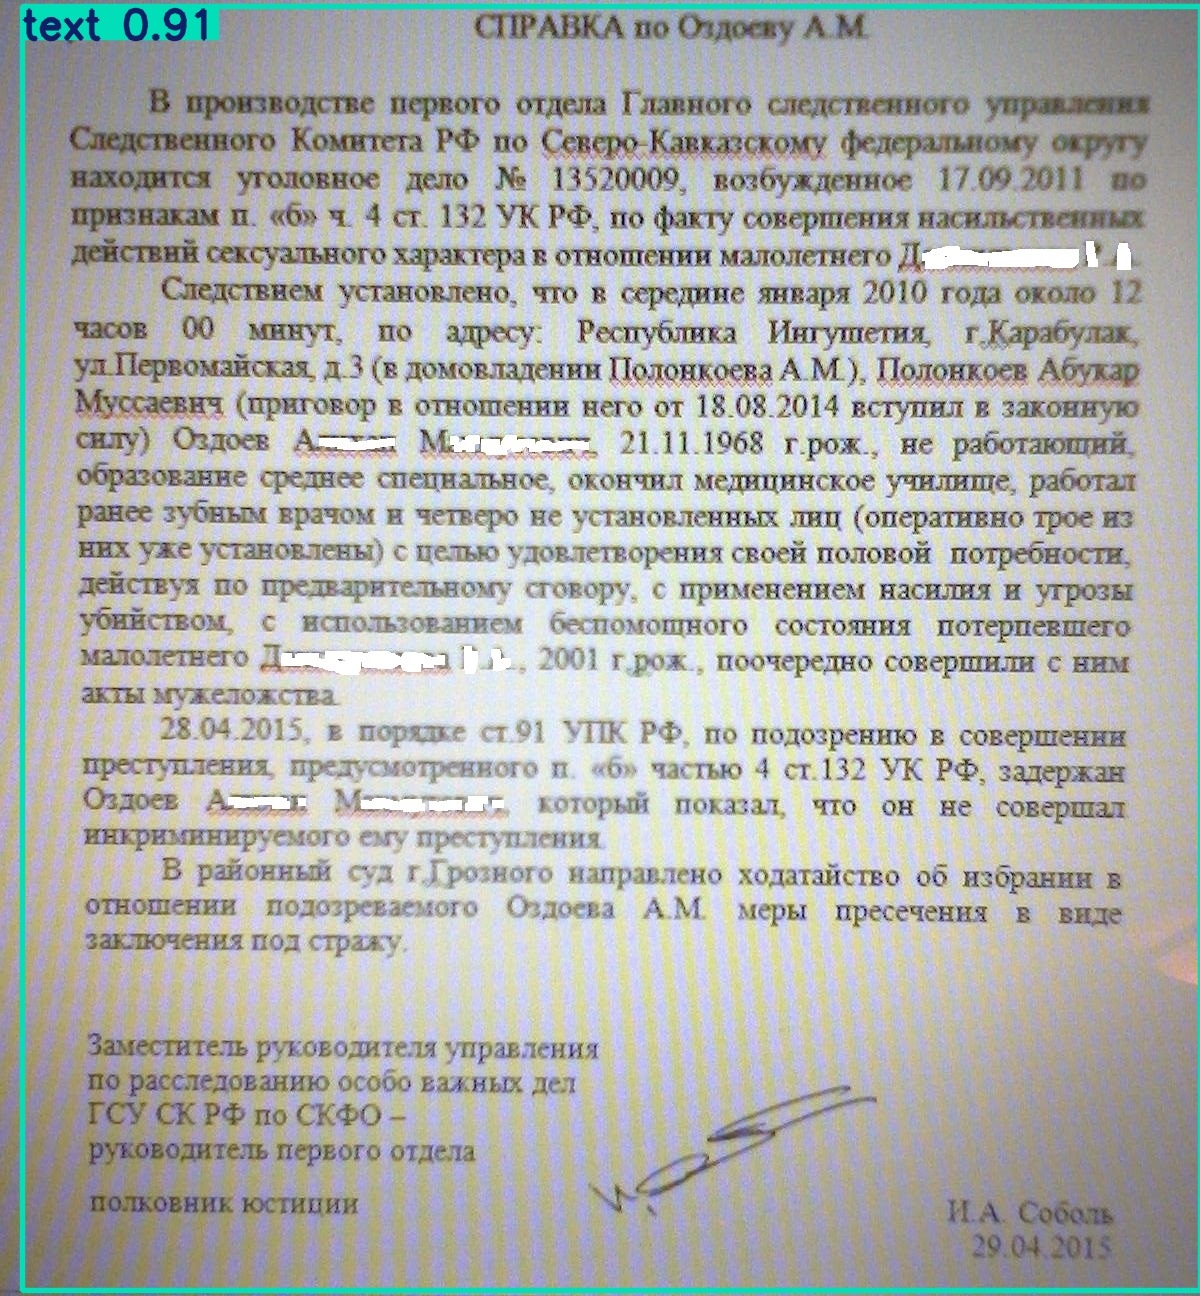 text 0.91
СПРАВКА по Оздоеву А.М.
В производстве первого отдела Главного следственного управления
Следственного Комитета РФ по Северо-Кавказскому федеральному округу
находится уголовное дело № 13520009, возбужденное 17.09.2011 по
признакам п. «б» ч. 4 ст. 132 УК РФ, по факту совершения насильственных
действий сексуального характера в отношении малолетнего Д
Следствием установлено, что в середине января 2010 года около 12
часов 00 минут, по адресу: Республика Ингушетия, г.Карабулак,
ул.Первомайская, д.3 (в домовладении Полонкоева А.М.), Полонкоев Абукар
Муссаевич (приговор в отношении него от 18.08.2014 вступил в законную
силу) Оздоев А М , 21.11.1968 г.рож., не работающий,
образование среднее специальное, окончил медицинское училище, работал
ранее зубным врачом и четверо не установленных лиц (оперативно трое из
них уже установлены) с целью удовлетворения своей половой потребности,
действуя по предварительному сговору, с применением насилия и угрозы
убийством, с использованием беспомощного состояния потерпевшего
малолетнего Д , 2001 г.рож., поочередно совершили с ним
акты мужеложства.
28.04.2015, в порядке ст.91 УПК РФ, по подозрению в совершении
преступления, предусмотренного п. «б» частью 4 ст.132 УК РФ, задержан
Оздоев А М , который показал, что он не совершал
инкриминируемого ему преступления.
В районный суд г.Грозного направлено ходатайство об избрании в
отношении подозреваемого Оздоева А.М. меры пресечения в виде
заключения под стражу.
Заместитель руководителя управления
по расследованию особо важных дел
ГСУ СК РФ по СКФО –
руководитель первого отдела
полковник юстиции
И.А. Соболь
29.04.2015